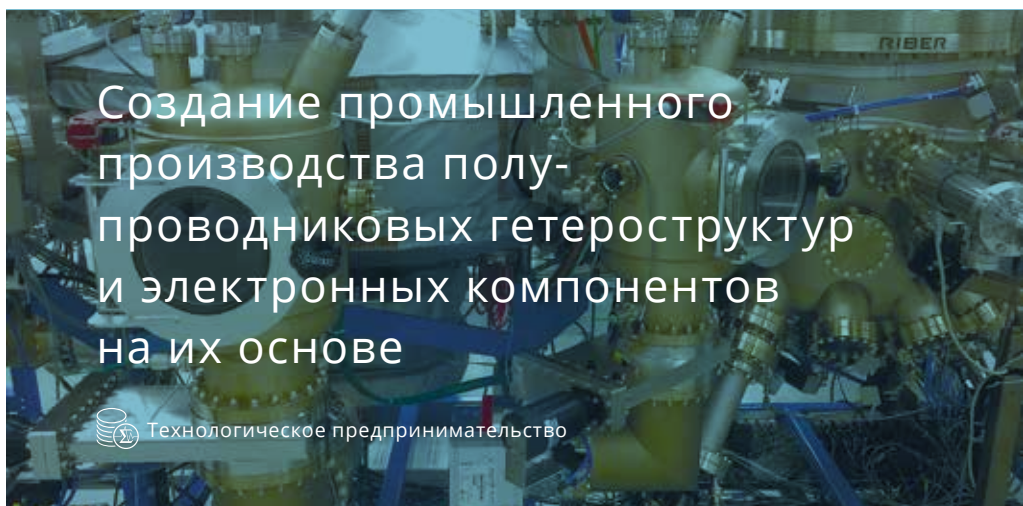 RIBER
Создание промышленного
производства полу-
проводниковых гетероструктур
и электронных компонентов
на их основе
Технологическое предпринимательство